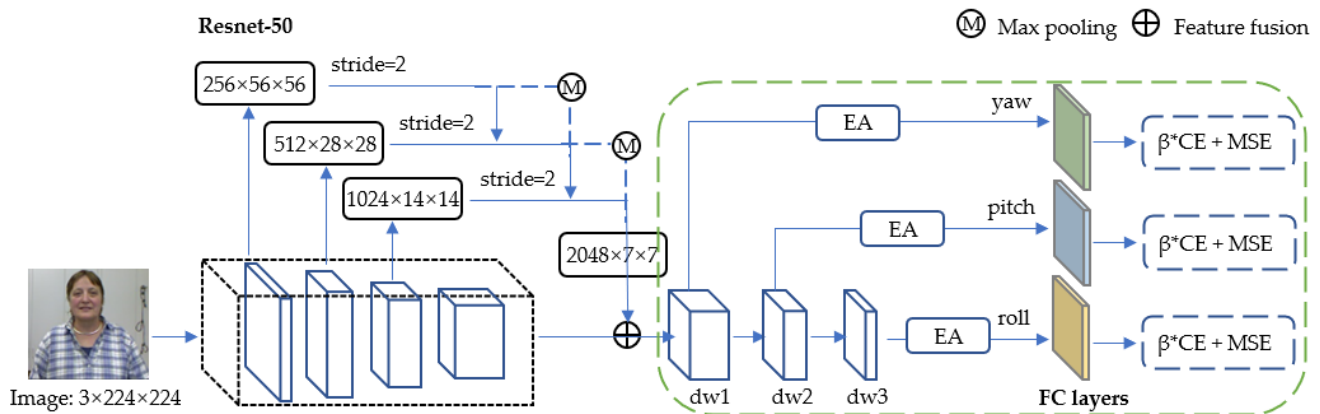 Resnet-50
M Max pooling
Feature fusion
256×56×56
stride=2
M
512×28×28
stride=2
M
1024×14×14
stride=2
2048×7×7
EA
yaw
β*CE + MSE
EA
pitch
β*CE + MSE
EA
roll
β*CE + MSE
Image: 3×224×224
dw1
dw2
dw3
FC layers